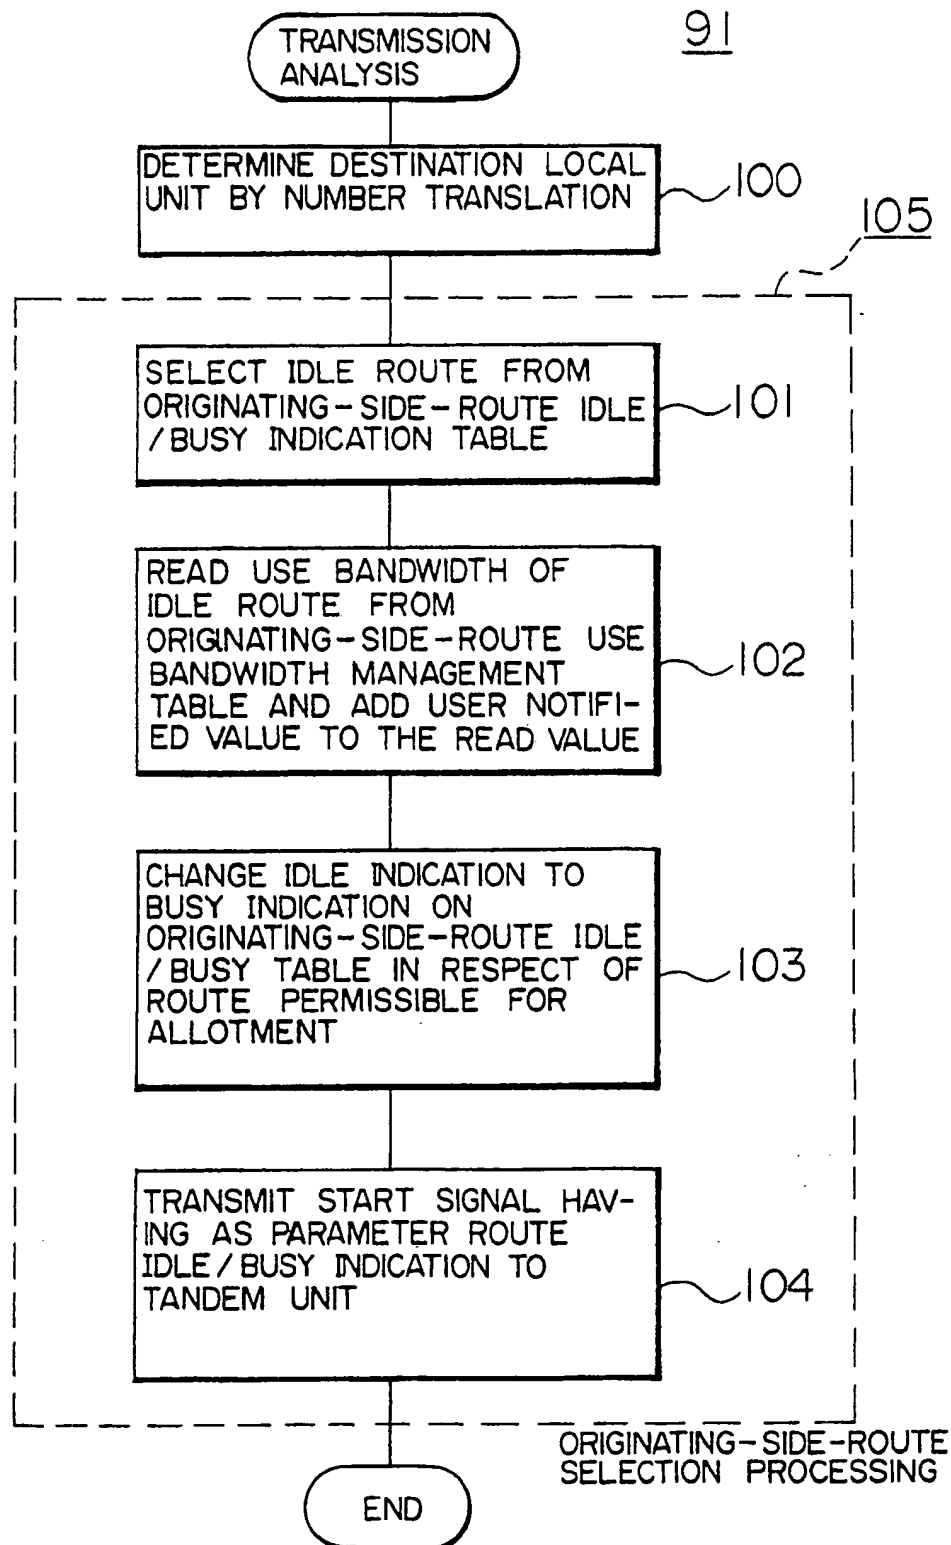 91
TRANSMISSION
ANALYSIS
DETERMINE DESTINATION LOCAL
UNIT BY NUMBER TRANSLATION
100
105
SELECT IDLE ROUTE FROM
ORIGINATING-SIDE-ROUTE IDLE
/BUSY INDICATION TABLE
101
READ USE BANDWIDTH OF
IDLE ROUTE FROM
ORIGINATING-SIDE-ROUTE USE
BANDWIDTH MANAGEMENT
TABLE AND ADD USER NOTIFI-
ED VALUE TO THE READ VALUE
102
CHANGE IDLE INDICATION TO
BUSY INDICATION ON
ORIGINATING-SIDE-ROUTE IDLE
/BUSY TABLE IN RESPECT OF
ROUTE PERMISSIBLE FOR
ALLOTMENT
103
TRANSMIT START SIGNAL HAV-
ING AS PARAMETER ROUTE
IDLE/BUSY INDICATION TO
TANDEM UNIT
104
ORIGINATING-SIDE-ROUTE
SELECTION PROCESSING
END